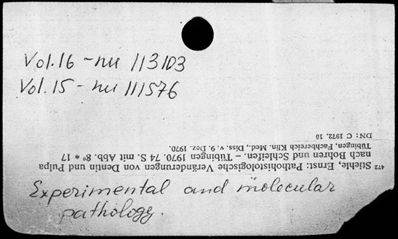 Vol. 16 – nu 113103
Vol. 15 – nu 111576
DN: C 1972. 10
Tübingen, Fachbereich Klin. Med., Diss. v. 9. Dez. 1970.
nach Bohren und Schleifen. – Tübingen 1970. 74 S. mit Abb. 8° * 17
Stiehle, Ernst: Pathohistologische Veränderungen von Dentin und Pulpa
472
Experimental and molecular
pathology.